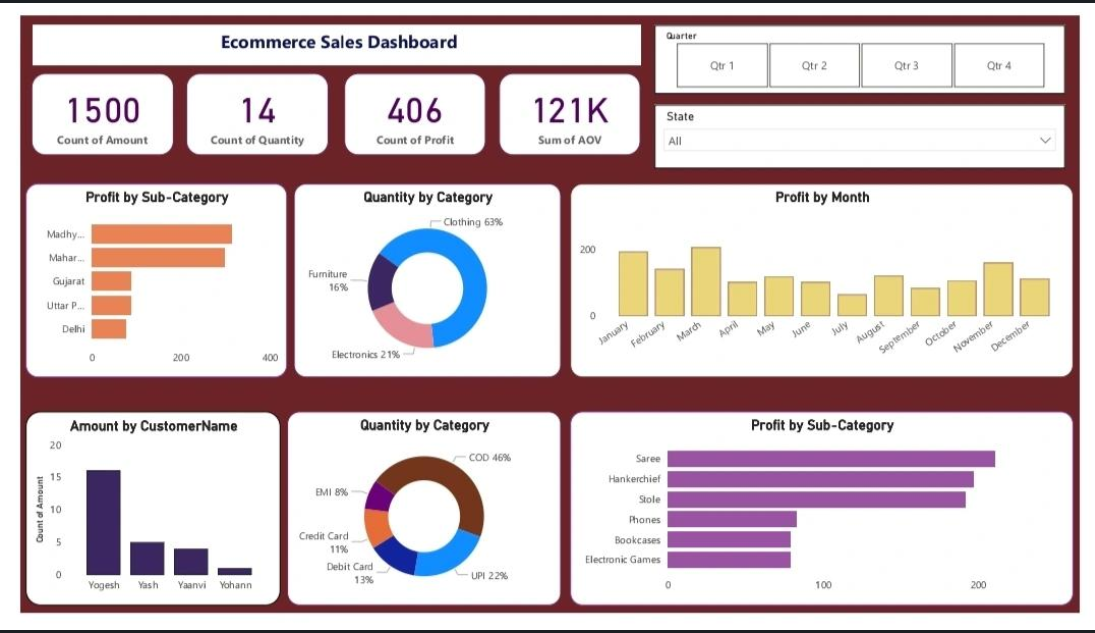 Ecommerce Sales Dashboard
Quarter
Qtr 1
Qtr 2
Qtr 3
Qtr 4
1500
Count of Amount
14
Count of Quantity
406
Count of Profit
121K
Sum of AOV
State
All
Profit by Sub-Category
Madhy...
Mahar...
Gujarat
Uttar P...
Delhi
0 200 400
Quantity by Category
Clothing 63%
Furniture
16%
Electronics 21%
Profit by Month
200
0
January February March April May June July August September October November December
Amount by CustomerName
Count of Amount
20
15
10
5
0
Yogesh Yash Yaanvi Yohann
Quantity by Category
COD 46%
EMI 8%
Credit Card
11%
Debit Card
13%
UPI 22%
Profit by Sub-Category
Saree
Hankerchief
Stole
Phones
Bookcases
Electronic Games
0 100 200